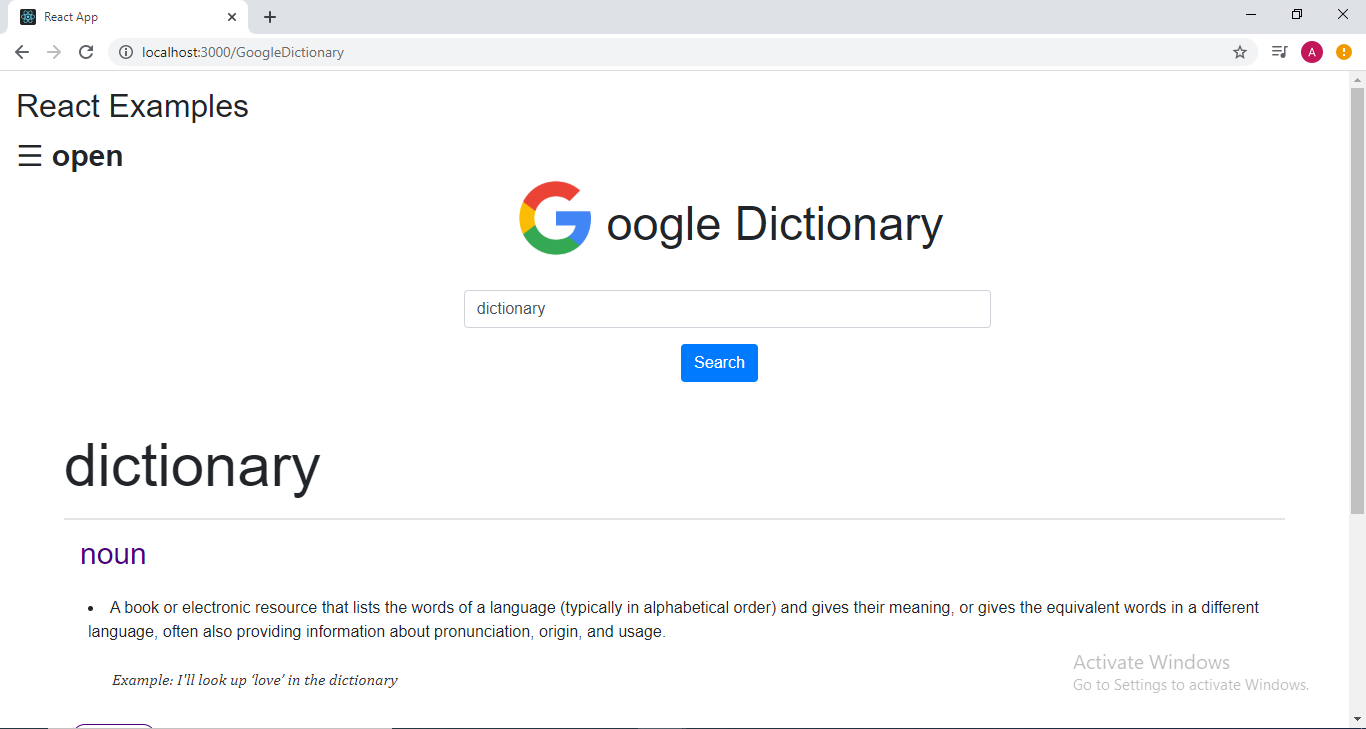 React App
localhost:3000/GoogleDictionary
A
React Examples
☰ open
G oogle Dictionary
dictionary
Search
dictionary
noun
• A book or electronic resource that lists the words of a language (typically in alphabetical order) and gives their meaning, or gives the equivalent words in a different
language, often also providing information about pronunciation, origin, and usage.
Example: I'll look up ‘love’ in the dictionary
Activate Windows
Go to Settings to activate Windows.